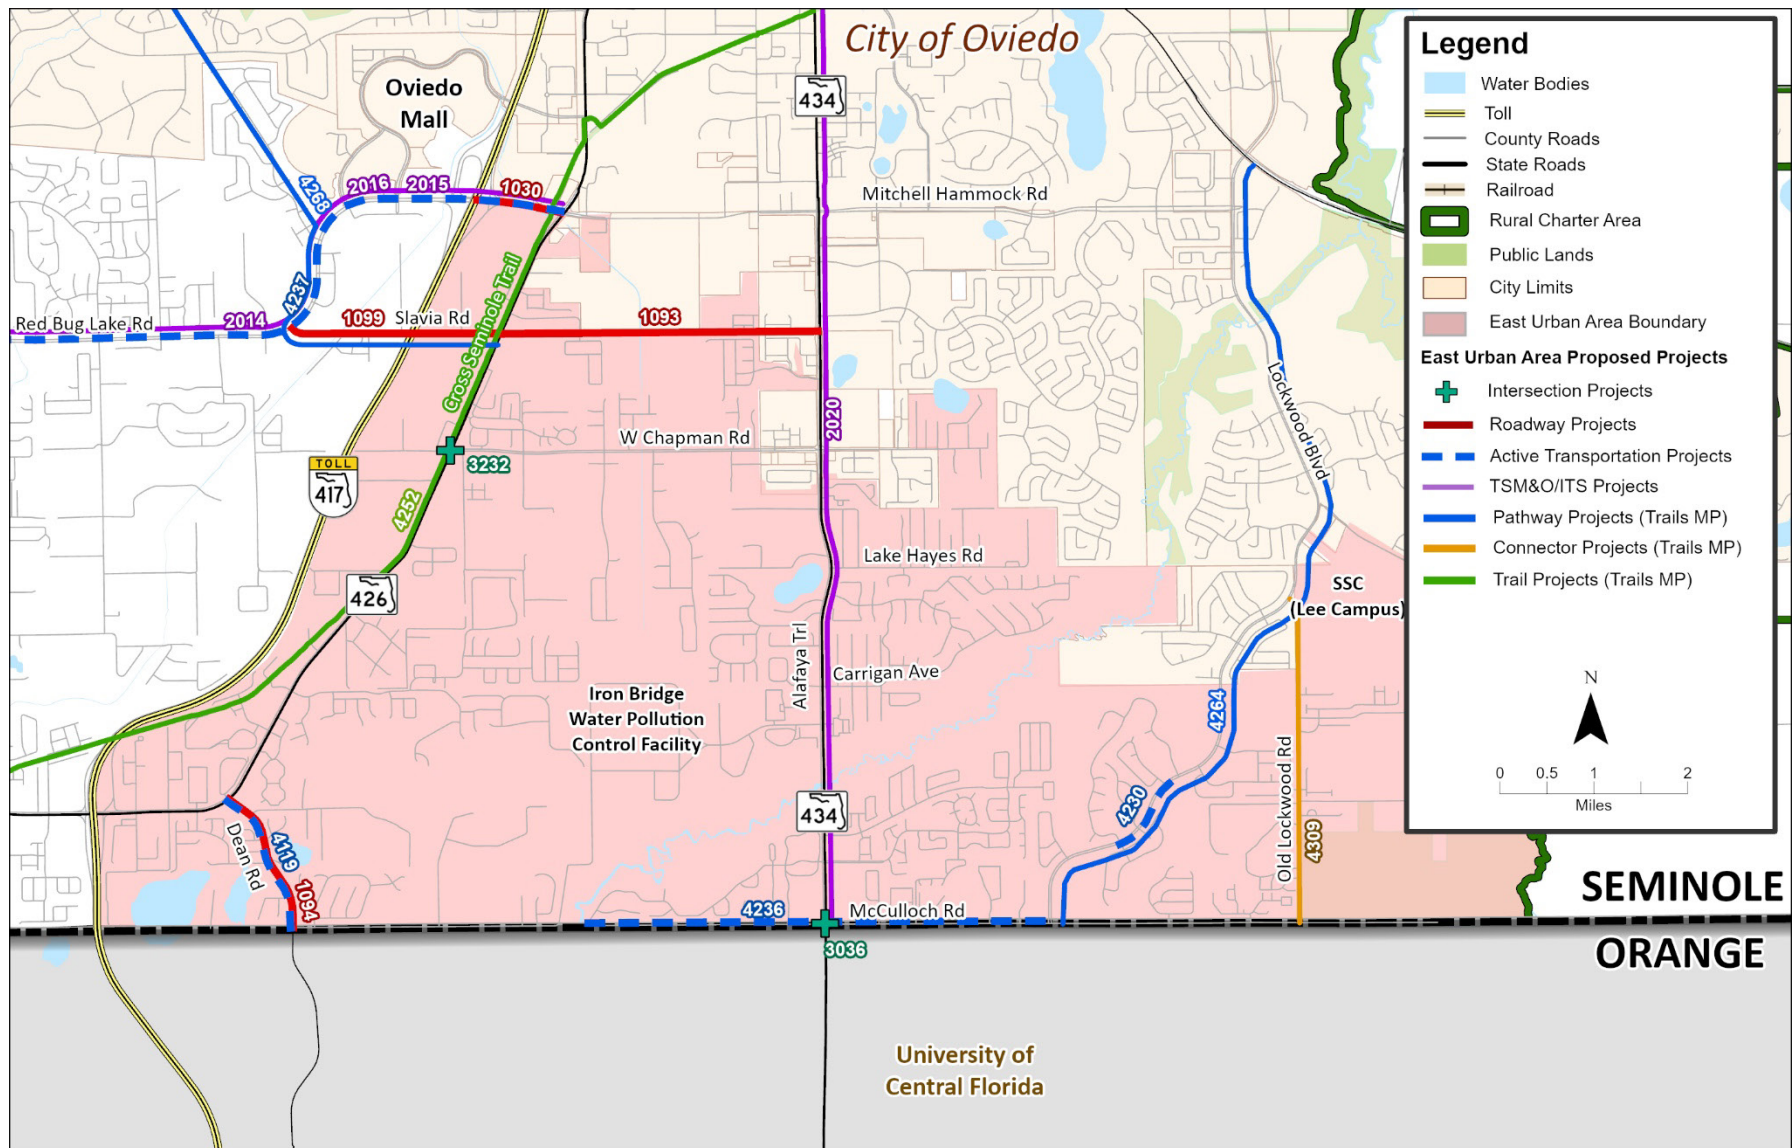 City of Oviedo
Oviedo
Mall
434
4268
2016
2015
1030
Mitchell Hammock Rd
4237
Cross Seminole Trail
Red Bug Lake Rd
2014
1099
Slavia Rd
1093
2020
Lockwood Blvd
W Chapman Rd
3232
TOLL
417
4252
426
Lake Hayes Rd
SSC
(Lee Campus)
Alafaya Trl
Carrigan Ave
Iron Bridge
Water Pollution
Control Facility
4264
Old Lockwood Rd
434
4230
4309
Dean Rd
4119
1094
4236
McCulloch Rd
3036
SEMINOLE
ORANGE
University of
Central Florida
Legend
Water Bodies
Toll
County Roads
State Roads
Railroad
Rural Charter Area
Public Lands
City Limits
East Urban Area Boundary
East Urban Area Proposed Projects
Intersection Projects
Roadway Projects
Active Transportation Projects
TSM&O/ITS Projects
Pathway Projects (Trails MP)
Connector Projects (Trails MP)
Trail Projects (Trails MP)
N
0 0.5 1 2
Miles